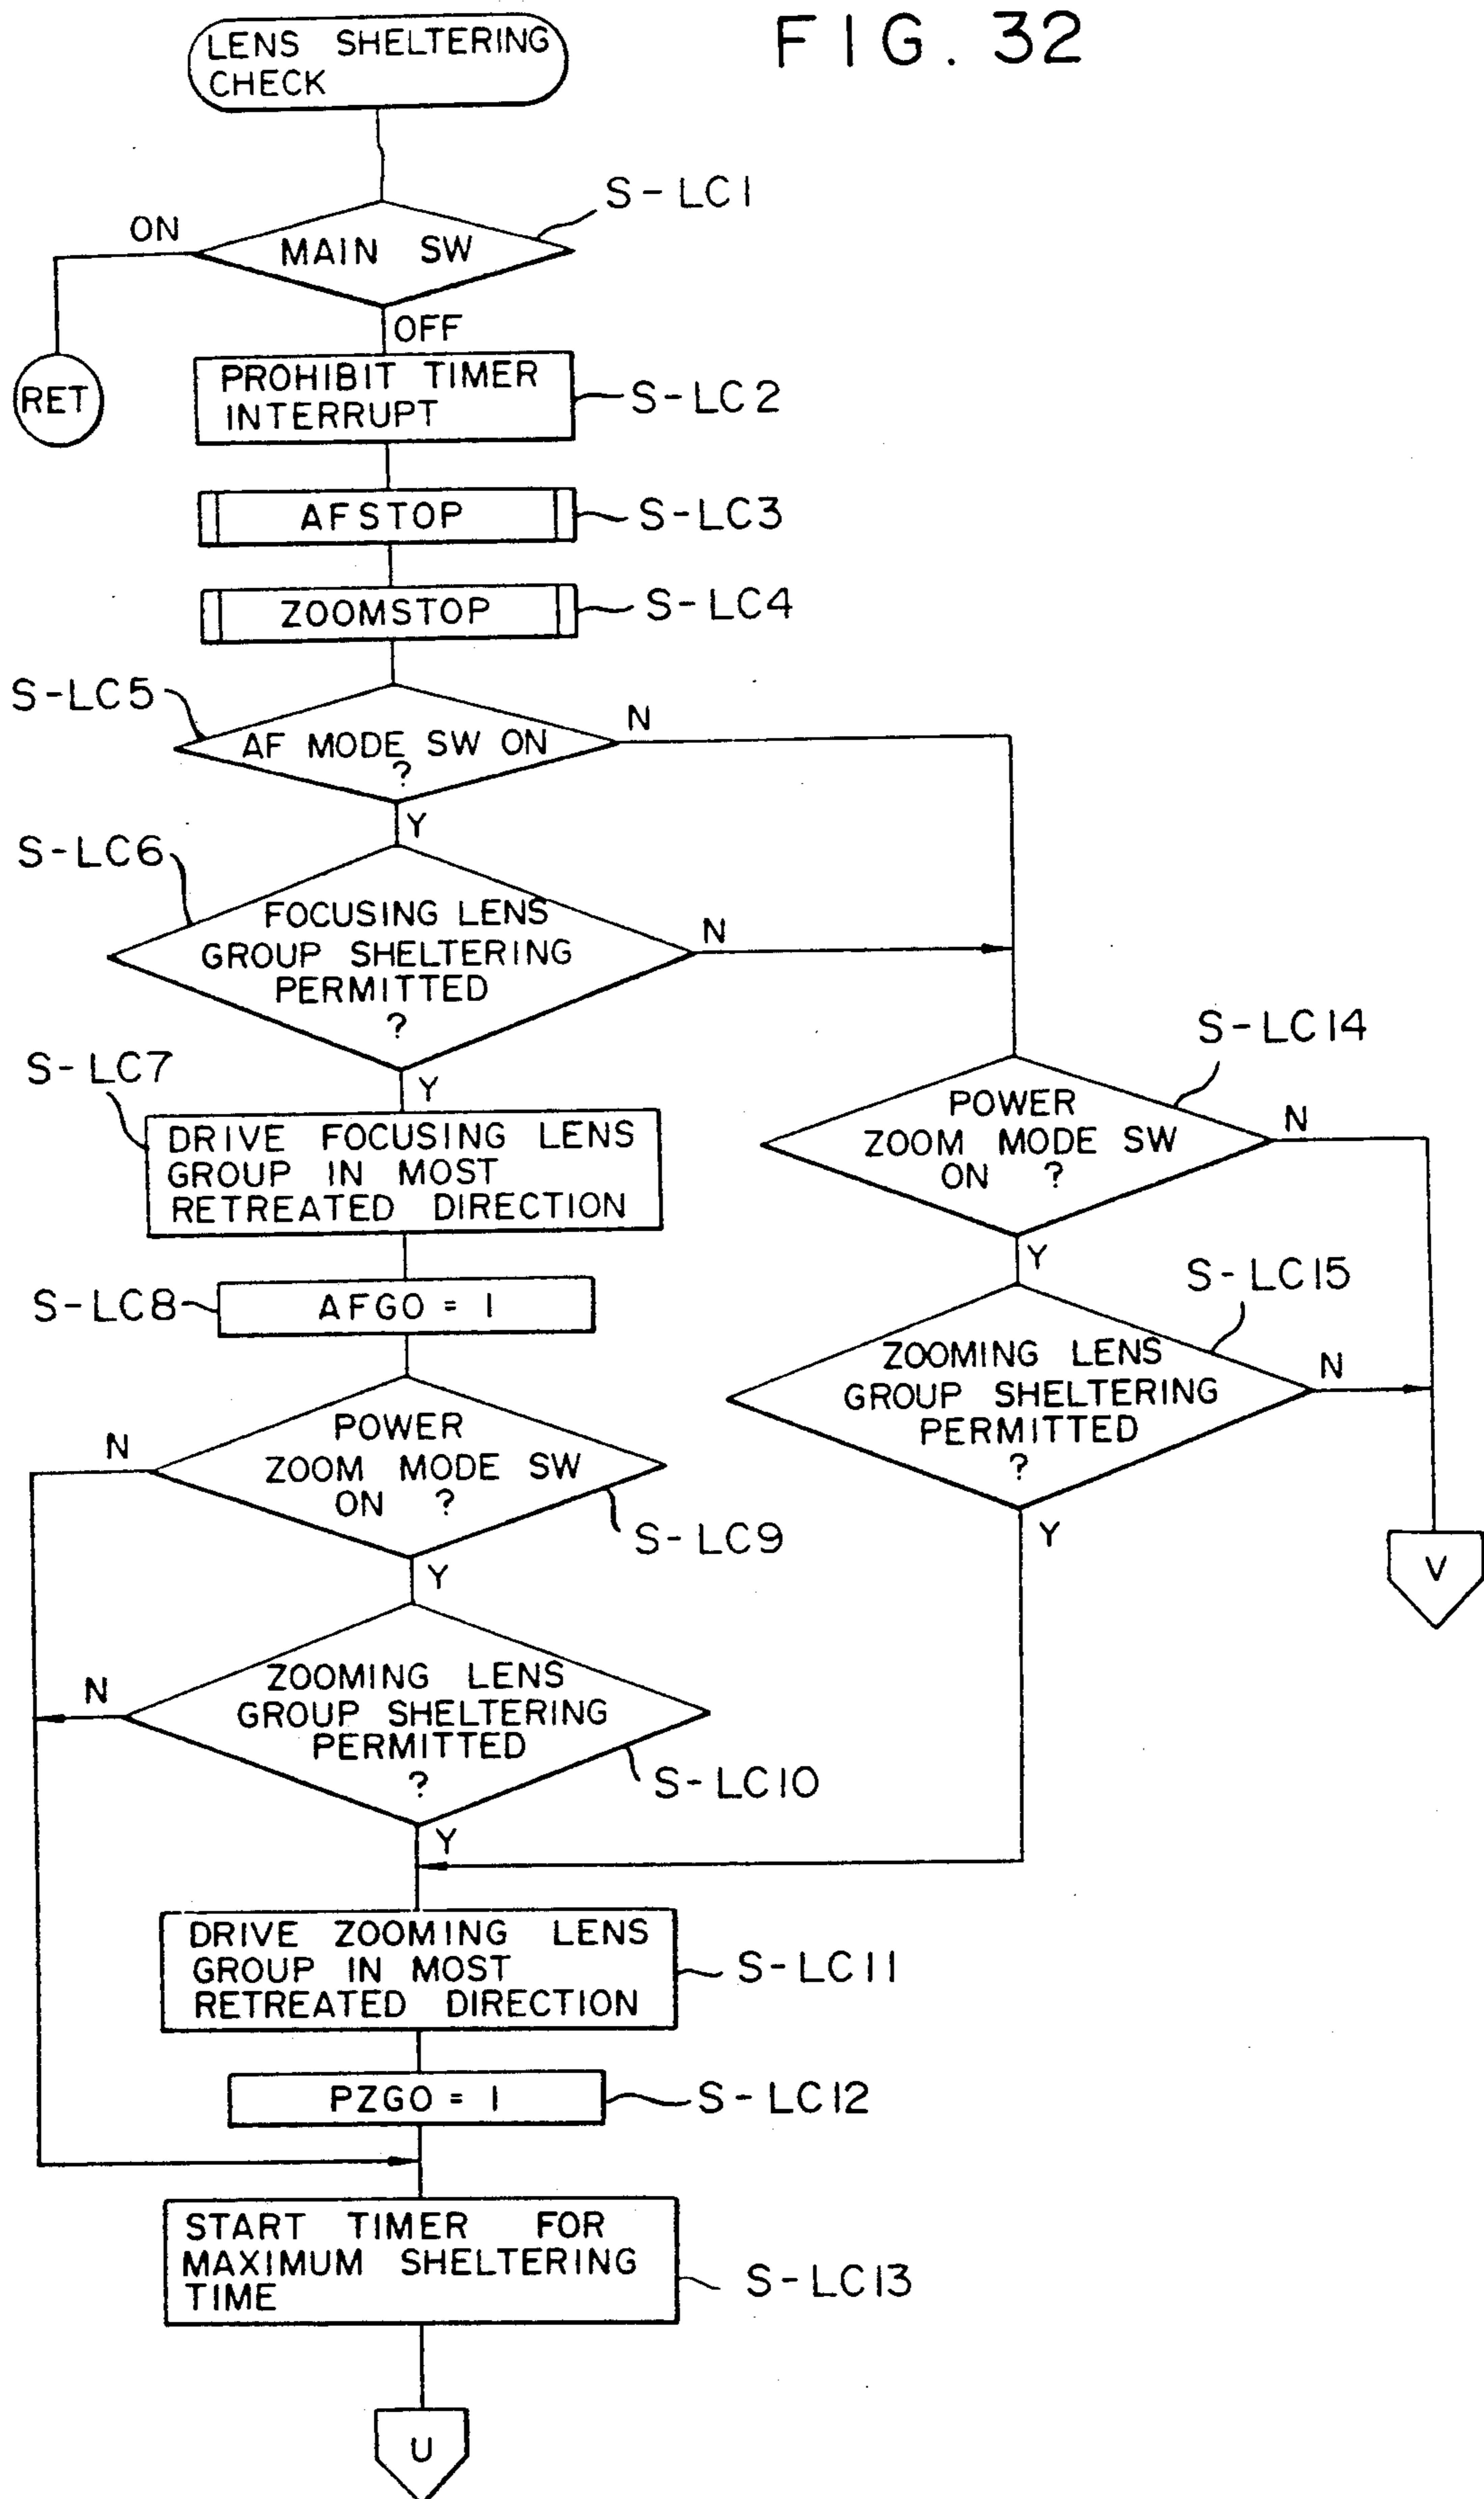 FIG. 32
LENS SHELTERING
CHECK
S-LC1
ON
MAIN SW
OFF
RET
PROHIBIT TIMER
INTERRUPT
S-LC2
AFSTOP
S-LC3
ZOOMSTOP
S-LC4
S-LC5
AF MODE SW ON
?
N
Y
S-LC6
FOCUSING LENS
GROUP SHELTERING
PERMITTED
?
N
Y
S-LC7
DRIVE FOCUSING LENS
GROUP IN MOST
RETREATED DIRECTION
S-LC8
AFGO = 1
POWER
ZOOM MODE SW
ON ?
N
S-LC9
Y
ZOOMING LENS
GROUP SHELTERING
PERMITTED
?
N
S-LC10
Y
S-LC14
POWER
ZOOM MODE SW
ON ?
N
Y
S-LC15
ZOOMING LENS
GROUP SHELTERING
PERMITTED
?
N
Y
V
DRIVE ZOOMING LENS
GROUP IN MOST
RETREATED DIRECTION
S-LC11
PZGO = 1
S-LC12
START TIMER FOR
MAXIMUM SHELTERING
TIME
S-LC13
U